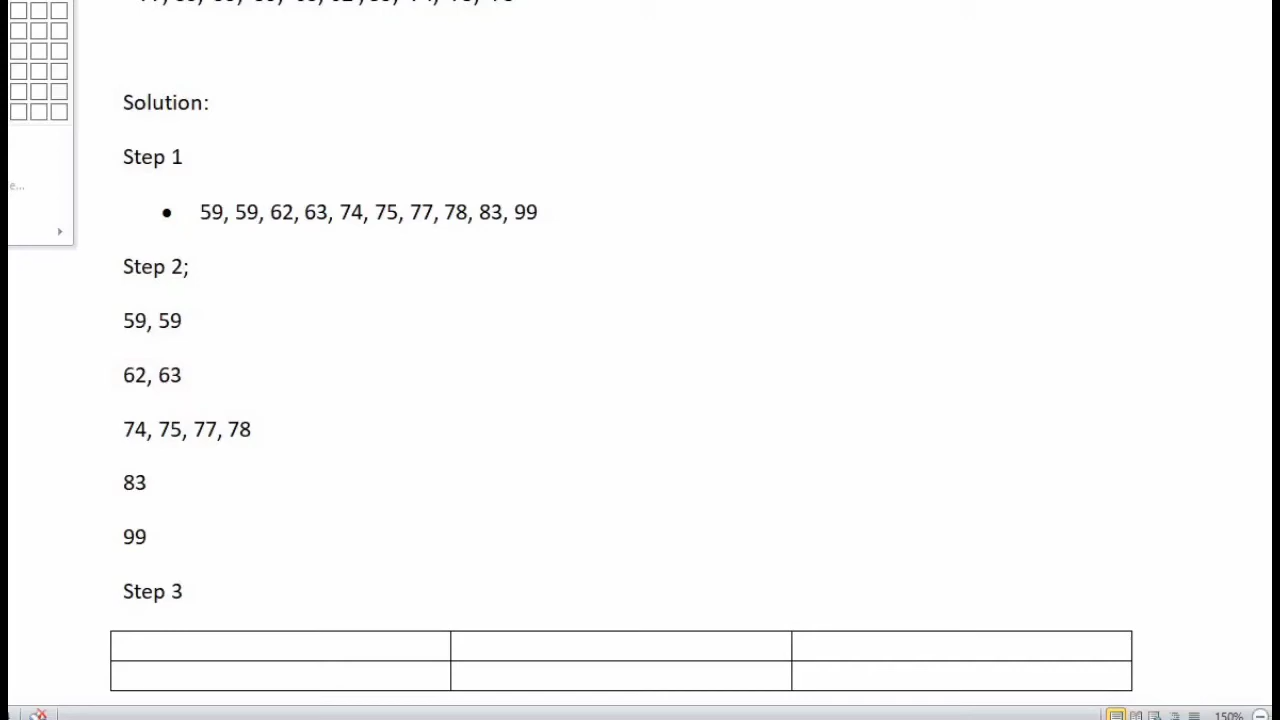 Solution:
Step 1
• 59, 59, 62, 63, 74, 75, 77, 78, 83, 99
Step 2;
59, 59
62, 63
74, 75, 77, 78
83
99
Step 3
e...
150%